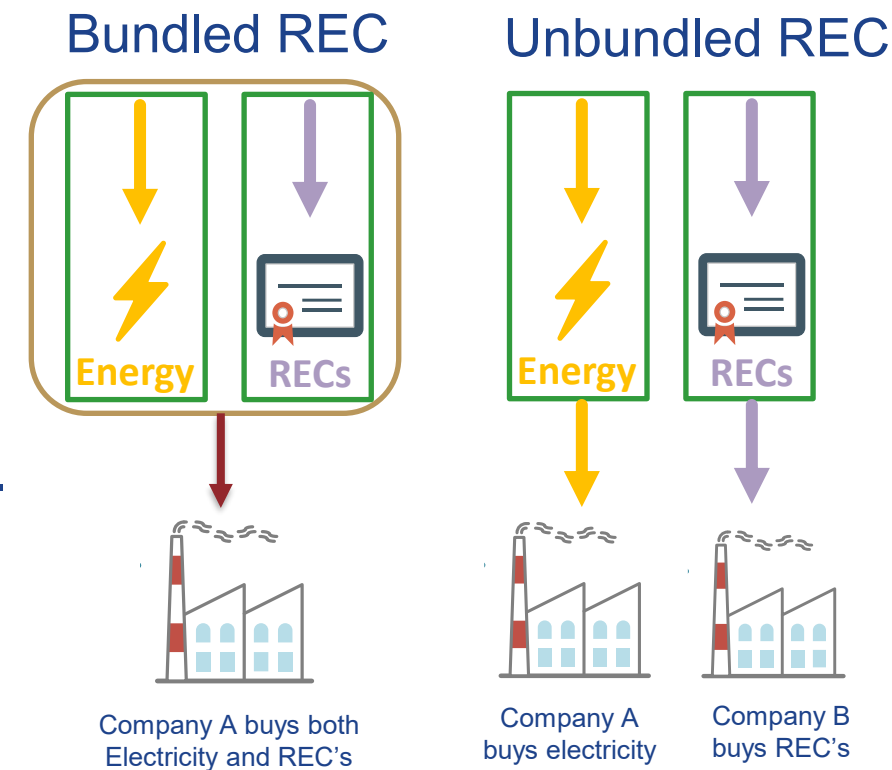 Bundled REC
Energy
RECs
Company A buys both
Electricity and REC's
Unbundled REC
Energy
RECs
Company A
buys electricity
Company B
buys REC's